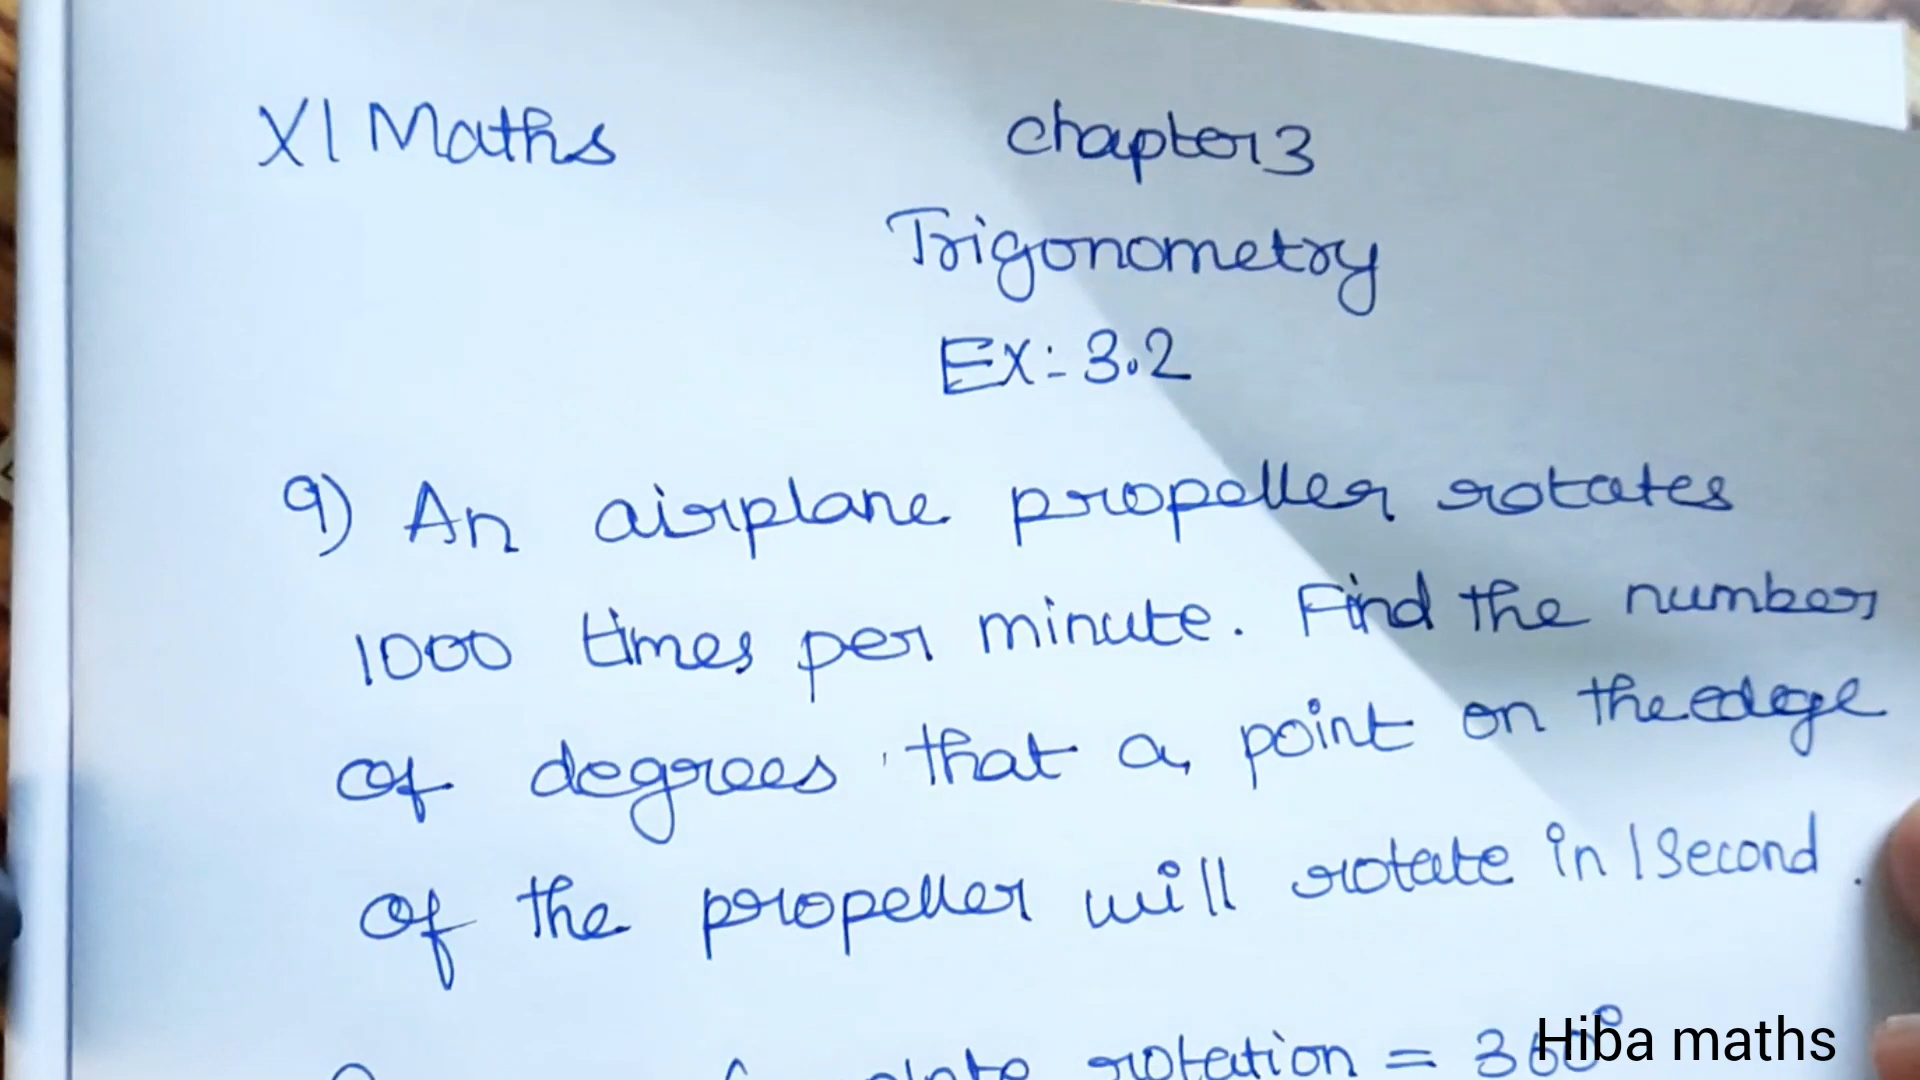 XI Maths
chapter 3
Trigonometry
Ex: 3.2
9) An airplane propeller rotates
1000 times per minute. Find the number
of degrees that a point on the edge
of the propeller will rotate in 1 Second.
rotation = 360°
Hiba maths